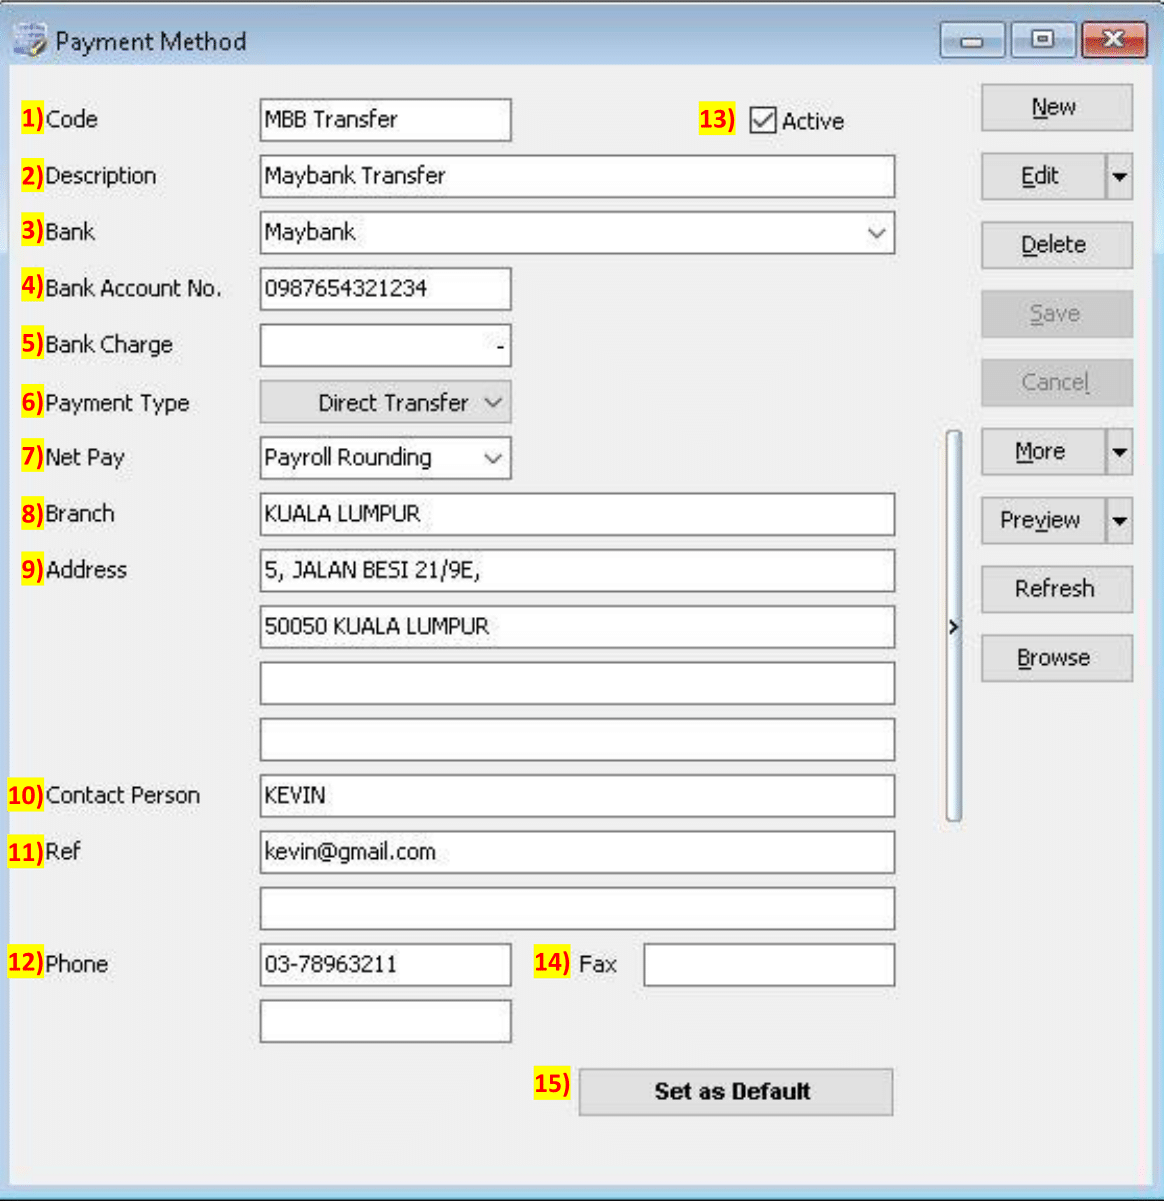 Payment Method
1) Code MBB Transfer 13) Active New
2) Description Maybank Transfer Edit
3) Bank Maybank Delete
4) Bank Account No. 0987654321234
5) Bank Charge - Save
6) Payment Type Direct Transfer Cancel
7) Net Pay Payroll Rounding More
8) Branch KUALA LUMPUR Preview
9) Address 5, JALAN BESI 21/9E, Refresh
50050 KUALA LUMPUR > Browse
10) Contact Person KEVIN
11) Ref kevin@gmail.com
12) Phone 03-78963211 14) Fax
15) Set as Default